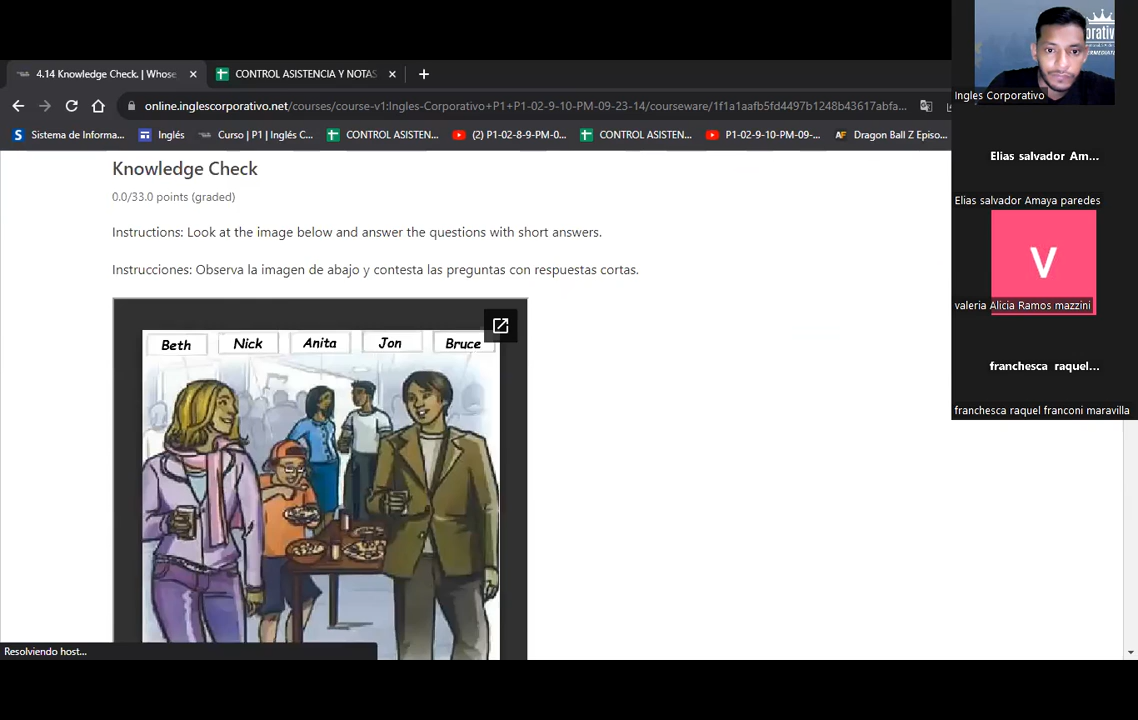 4.14 Knowledge Check. | Whose
CONTROL ASISTENCIA Y NOTAS
online.inglescorporativo.net/courses/course-v1:Ingles-Corporativo+P1+P1-02-9-10-PM-09-23-14/courseware/1f1a1aafb5fd4497b1248b43617abfa...
Sistema de Informa...
Inglés
Curso | P1 | Inglés C...
CONTROL ASISTEN...
(2) P1-02-8-9-PM-0...
CONTROL ASISTEN...
P1-02-9-10-PM-09-...
Dragon Ball Z Episo...
Knowledge Check
0.0/33.0 points (graded)
Instructions: Look at the image below and answer the questions with short answers.
Instrucciones: Observa la imagen de abajo y contesta las preguntas con respuestas cortas.
Beth
Nick
Anita
Jon
Bruce
Resolviendo host...
Ingles Corporativo
Elias salvador Am...
Elias salvador Amaya paredes
V
valeria Alicia Ramos mazzini
franchesca raquel...
franchesca raquel franconi maravilla